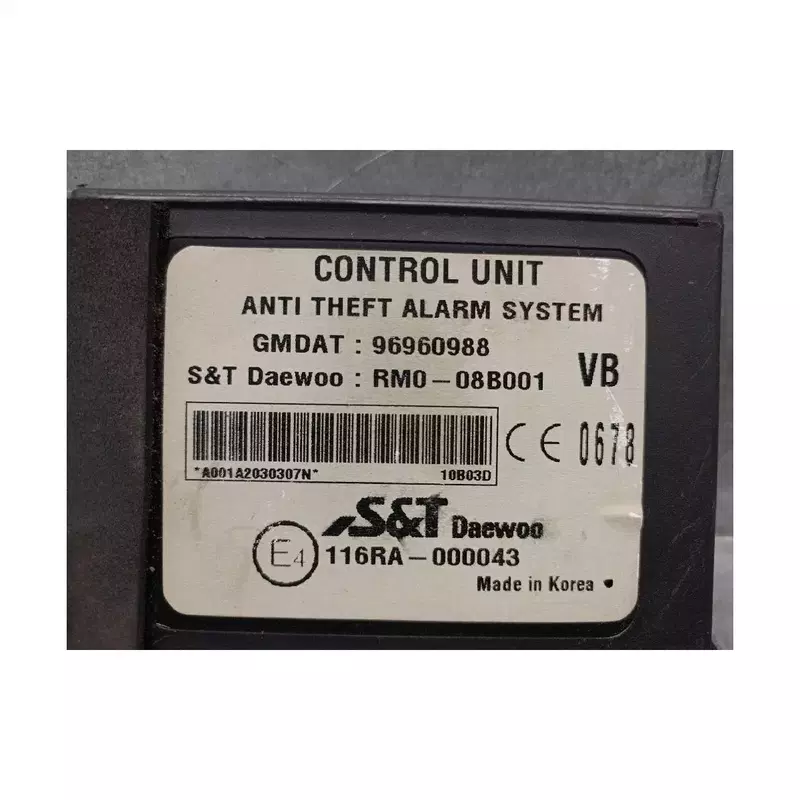 CONTROL UNIT
ANTI THEFT ALARM SYSTEM
GMDAT : 96960988
S&T Daewoo : RM0-08B001 VB
*A001A2030307N* 10B03D
CE 0678
S&T Daewoo
E4 116RA-000043
Made in Korea